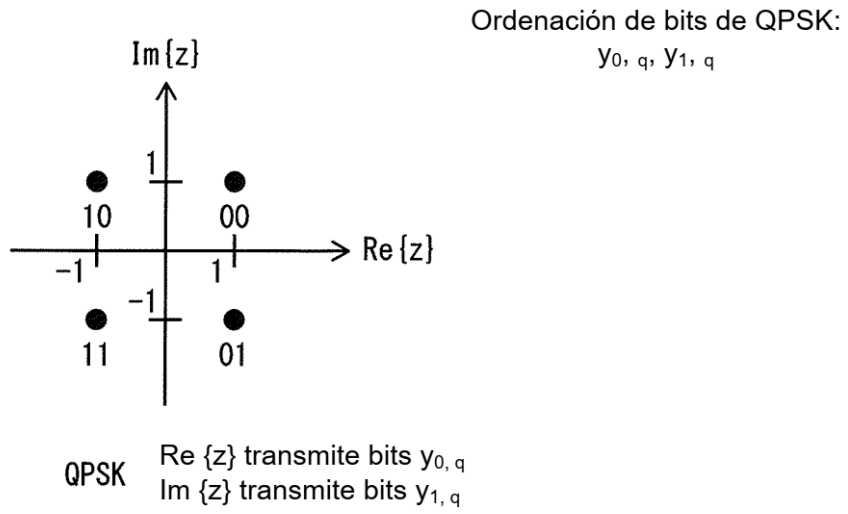 Ordenación de bits de QPSK:
y0, q, y1, q
Im{z}
1
10
00
Re{z}
-1
1
-1
11
01
QPSK
Re {z} transmite bits y0, q
Im {z} transmite bits y1, q